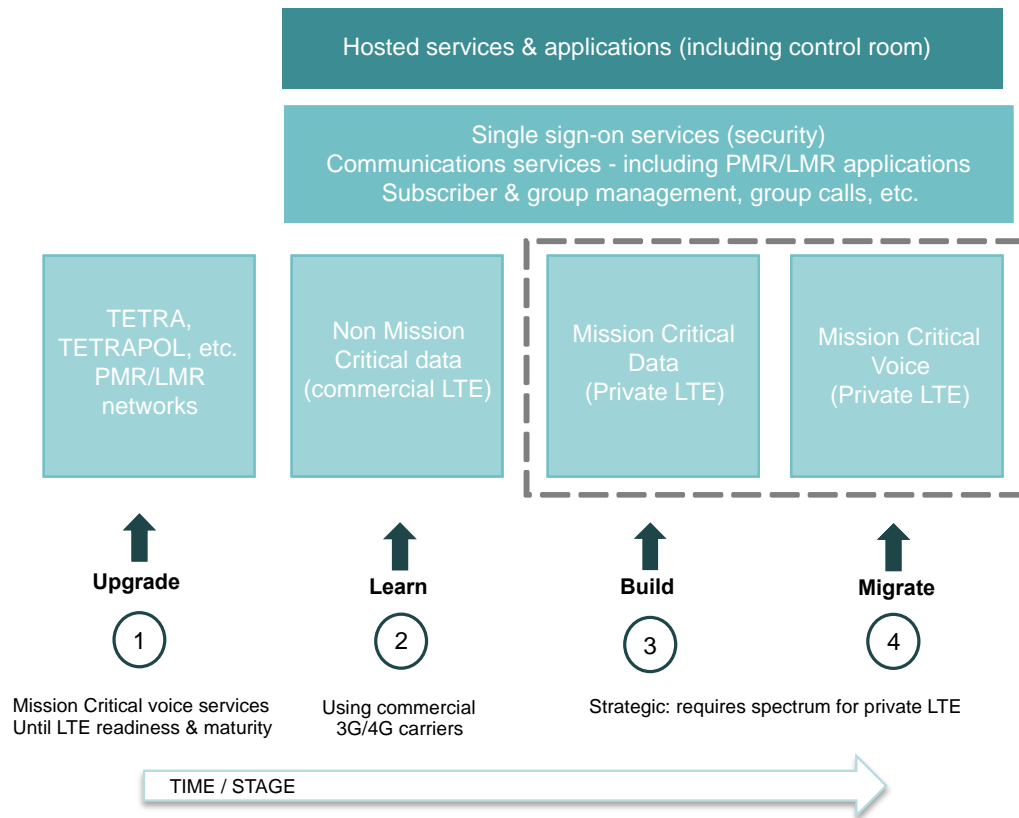 Hosted services & applications (including control room)
Single sign-on services (security)
Communications services - including PMR/LMR applications
Subscriber & group management, group calls, etc.
TETRA,
TETRAPOL, etc.
PMR/LMR
networks
Non Mission
Critical data
(commercial LTE)
Mission Critical
Data
(Private LTE)
Mission Critical
Voice
(Private LTE)
Upgrade
Learn
Build
Migrate
1
2
3
4
Mission Critical voice services
Until LTE readiness & maturity
Using commercial
3G/4G carriers
Strategic: requires spectrum for private LTE
TIME / STAGE